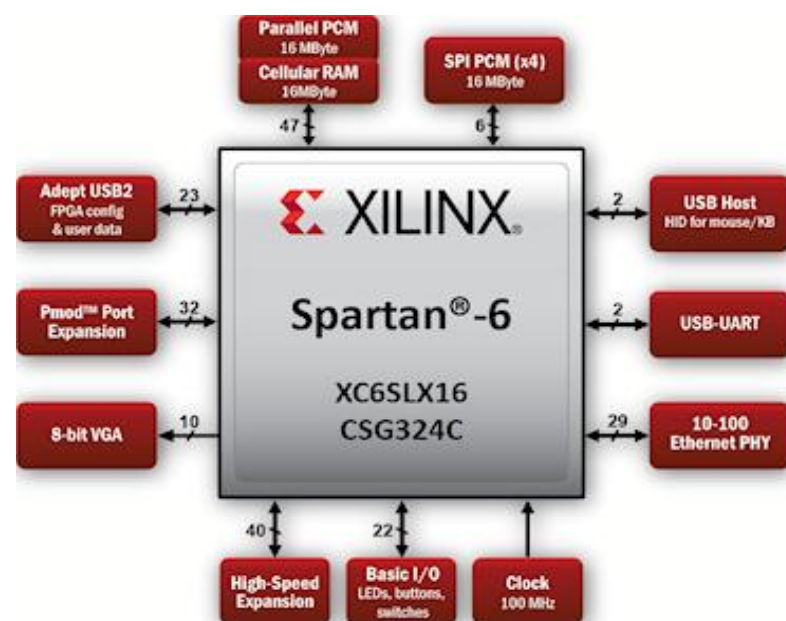 Parallel PCM
16 MByte
Cellular RAM
16MByte
SPI PCM (x4)
16 MByte
47
6
Adept USB2
FPGA config
& user data
23
XILINX®
2
USB Host
HID for mouse/KB
Pmod™ Port
Expansion
32
Spartan®-6
2
USB-UART
8-bit VGA
10
XC6SLX16
CSG324C
29
10-100
Ethernet PHY
40
22
High-Speed
Expansion
Basic I/O
LEDs, buttons,
switches
Clock
100 MHz